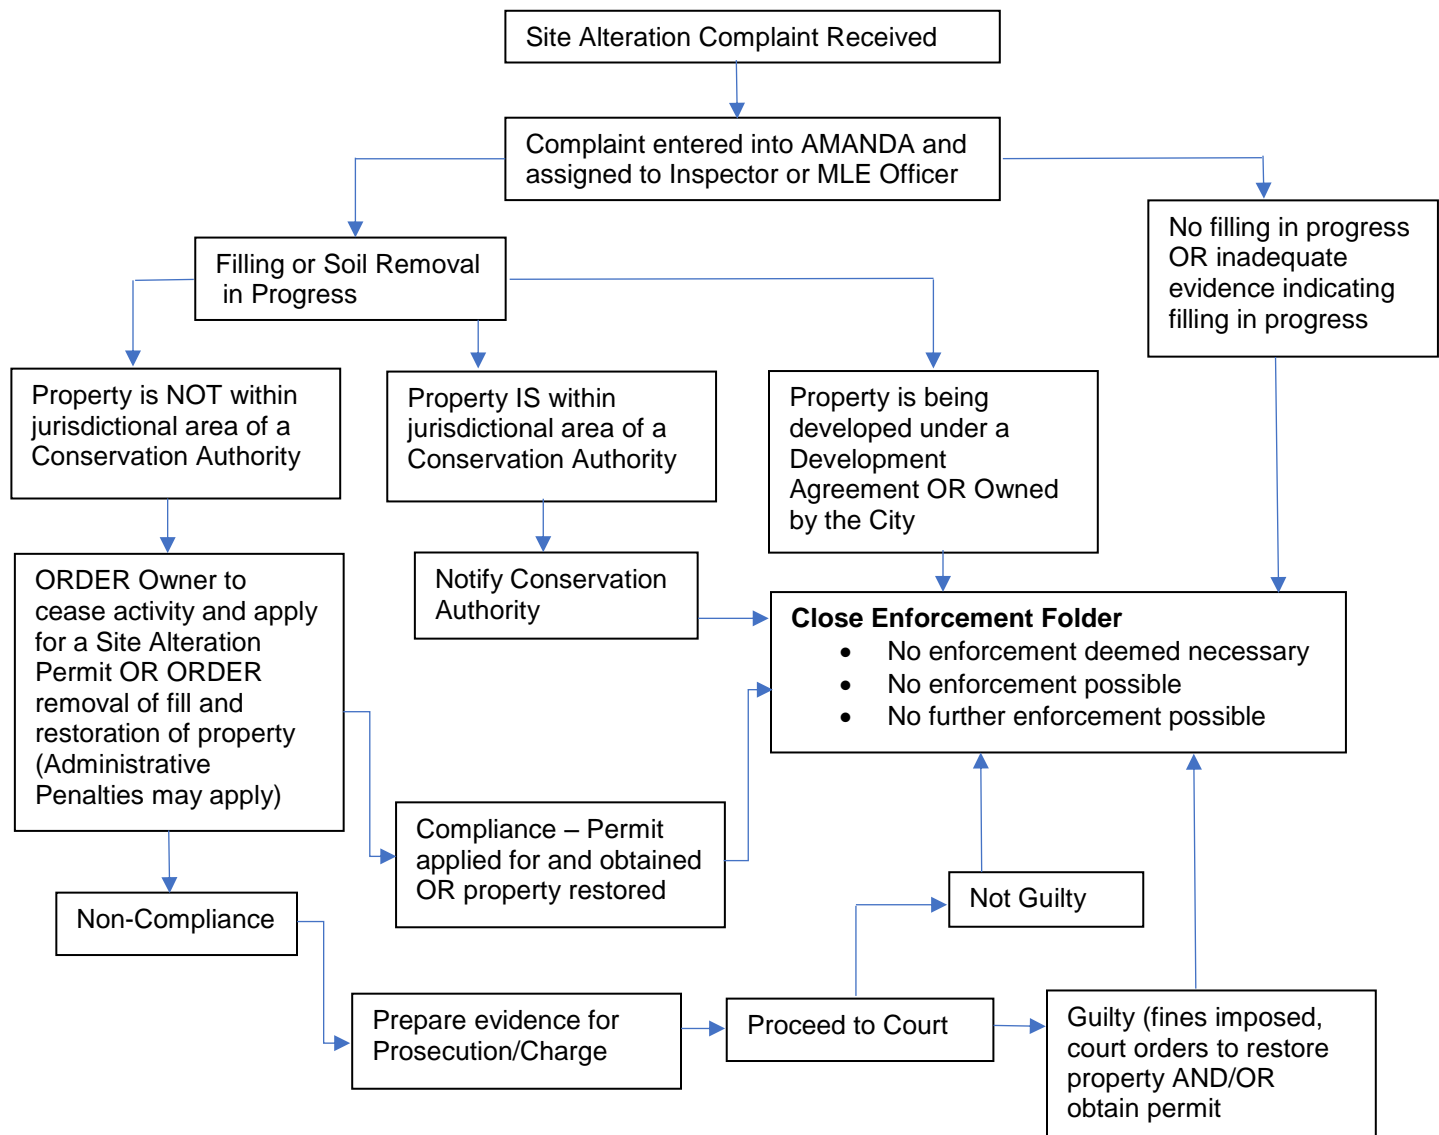 Site Alteration Complaint Received
Complaint entered into AMANDA and
assigned to Inspector or MLE Officer
No filling in progress
OR inadequate
evidence indicating
filling in progress
Filling or Soil Removal
in Progress
Property is NOT within
jurisdictional area of a
Conservation Authority
Property IS within
jurisdictional area of a
Conservation Authority
Property is being
developed under a
Development
Agreement OR Owned
by the City
ORDER Owner to
cease activity and apply
for a Site Alteration
Permit OR ORDER
removal of fill and
restoration of property
(Administrative
Penalties may apply)
Notify Conservation
Authority
Close Enforcement Folder
• No enforcement deemed necessary
• No enforcement possible
• No further enforcement possible
Compliance – Permit
applied for and obtained
OR property restored
Non-Compliance
Not Guilty
Prepare evidence for
Prosecution/Charge
Proceed to Court
Guilty (fines imposed,
court orders to restore
property AND/OR
obtain permit